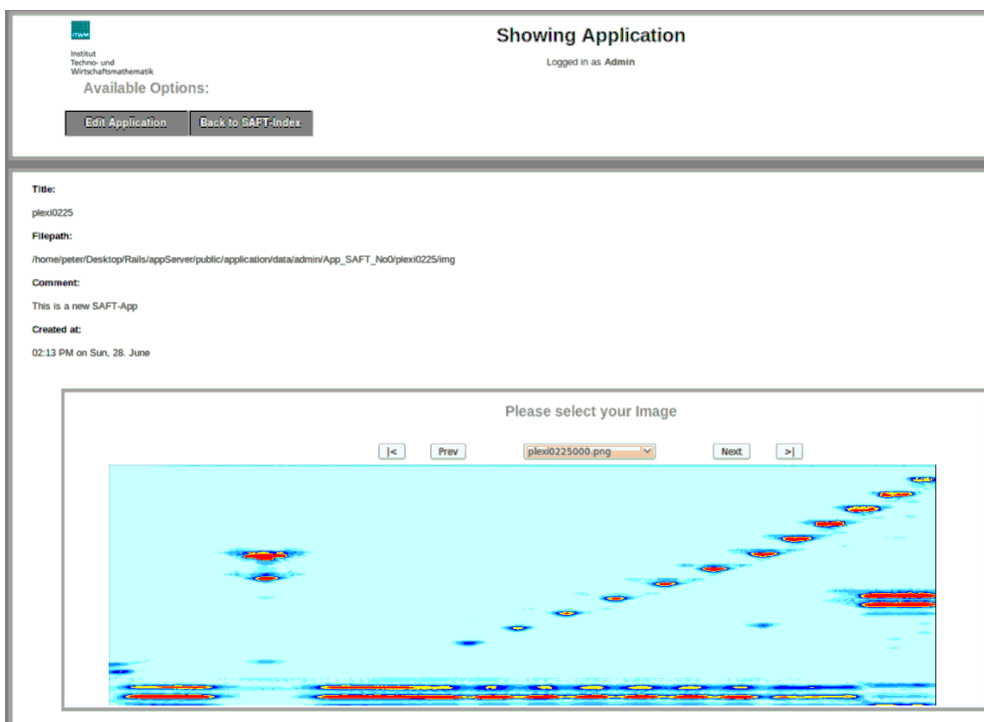 ITWM
Institut
Techno- und
Wirtschaftsmathematik
Showing Application
Logged in as Admin
Available Options:
Edit Application
Back to SAFT-Index
Title:
plexi0225
Filepath:
/home/peter/Desktop/Rails/appServer/public/application/data/admin/App_SAFT_No0/plexi0225/img
Comment:
This is a new SAFT-App
Created at:
02:13 PM on Sun, 28. June
Please select your Image
|<
Prev
plexi0225000.png
Next
>|